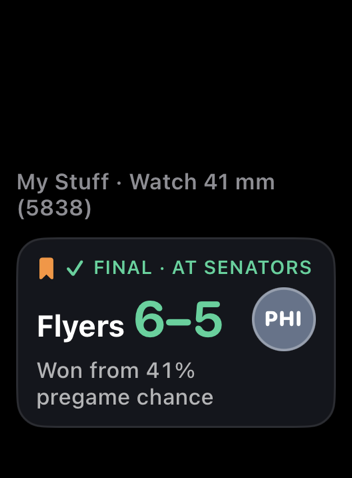 My Stuff · Watch 41 mm
(5838)
FINAL · AT SENATORS
Flyers 6–5
PHI
Won from 41%
pregame chance